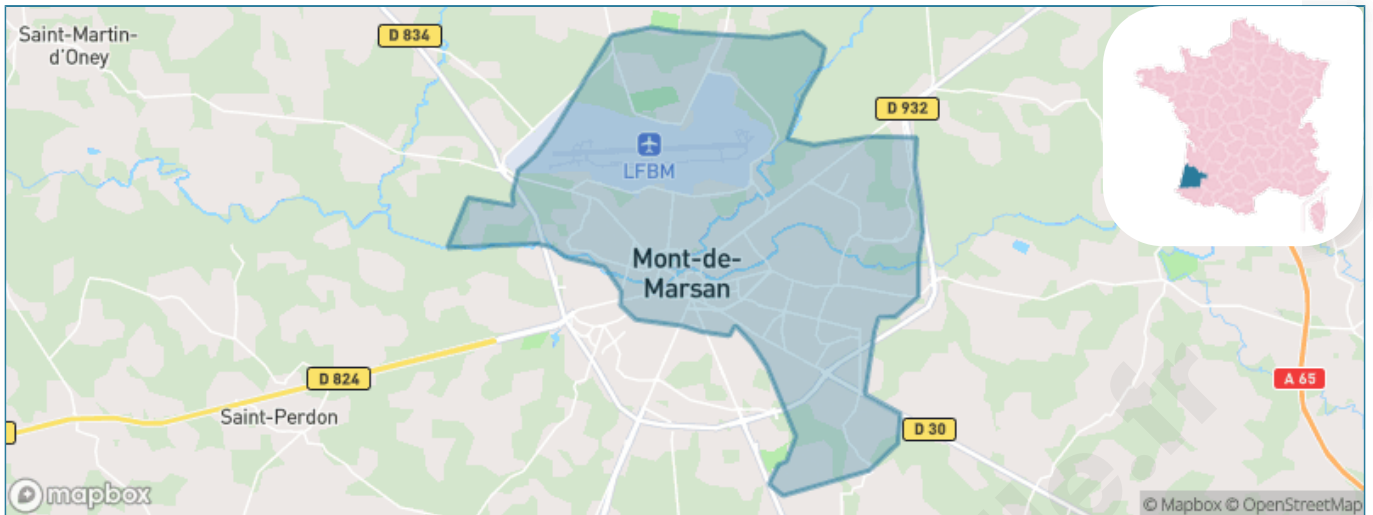 Saint-Martin-
d'Oney
D 834
D 932
LFBM
Mont-de-
Marsan
D 824
A 65
Saint-Perdon
D 30
mapbox
© Mapbox © OpenStreetMap